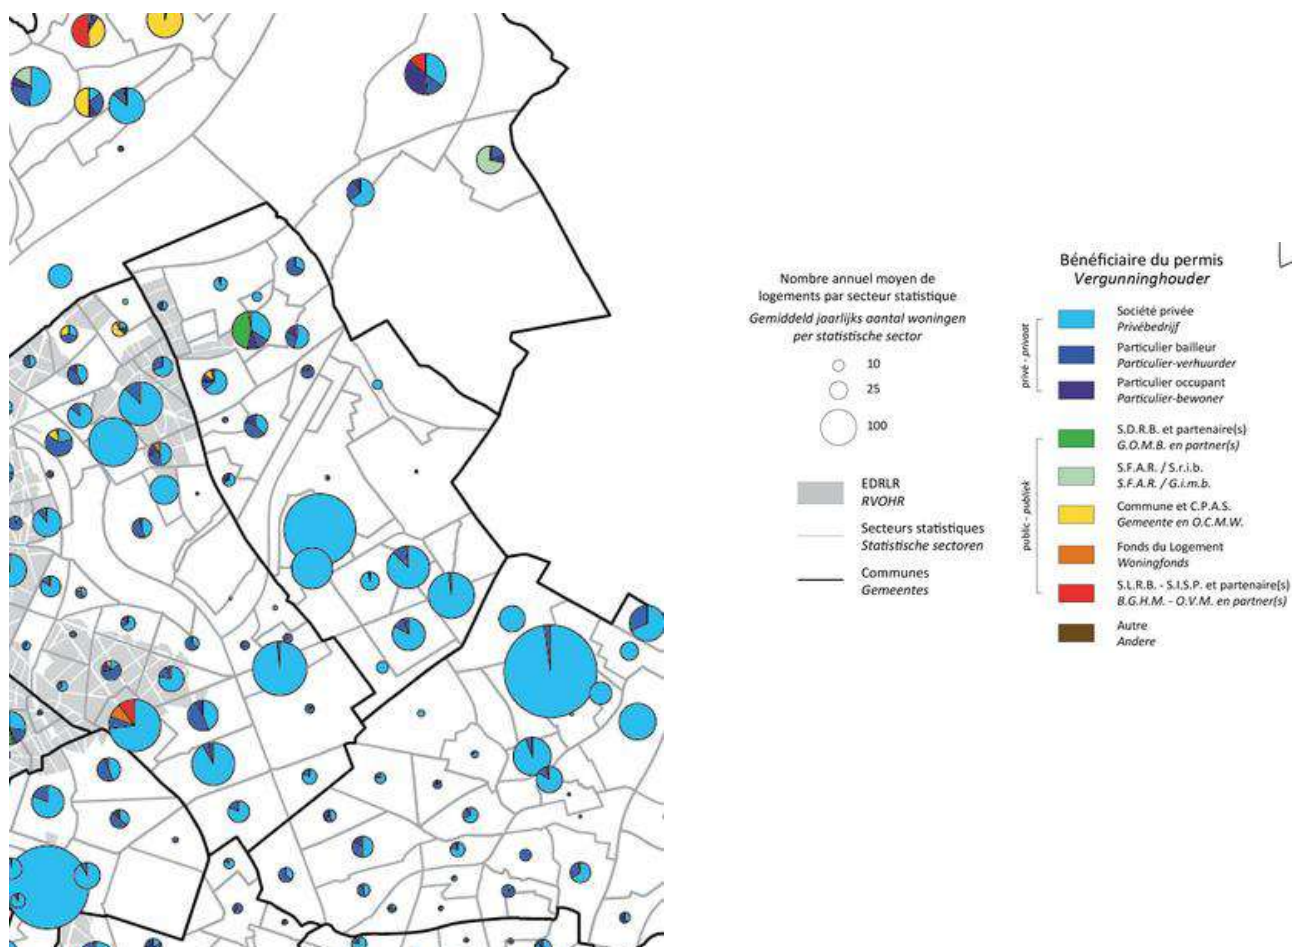 Nombre annuel moyen de
logements par secteur statistique
Gemiddeld jaarlijks aantal woningen
per statistische sector
10
25
100
EDRLR
RVOHR
Secteurs statistiques
Statistische sectoren
Communes
Gemeentes
Bénéficiaire du permis
Vergunninghouder
privé - privaat
Société privée
Privébedrijf
Particulier bailleur
Particulier-verhuurder
Particulier occupant
Particulier-bewoner
public - publiek
S.D.R.B. et partenaire(s)
G.O.M.B. en partner(s)
S.F.A.R. / S.r.i.b.
S.F.A.R. / G.i.m.b.
Commune et C.P.A.S.
Gemeente en O.C.M.W.
Fonds du Logement
Woningfonds
S.L.R.B. - S.I.S.P. et partenaire(s)
B.G.H.M. - O.V.M. en partner(s)
Autre
Andere